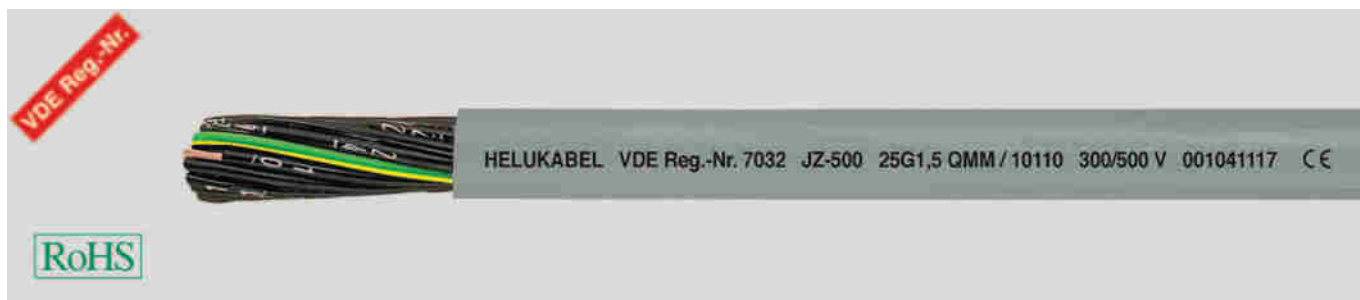 VDE Reg.-Nr.
HELUKABEL VDE Reg.-Nr. 7032 JZ-500 25G1,5 QMM / 10110 300/500 V 001041117 CE
RoHS